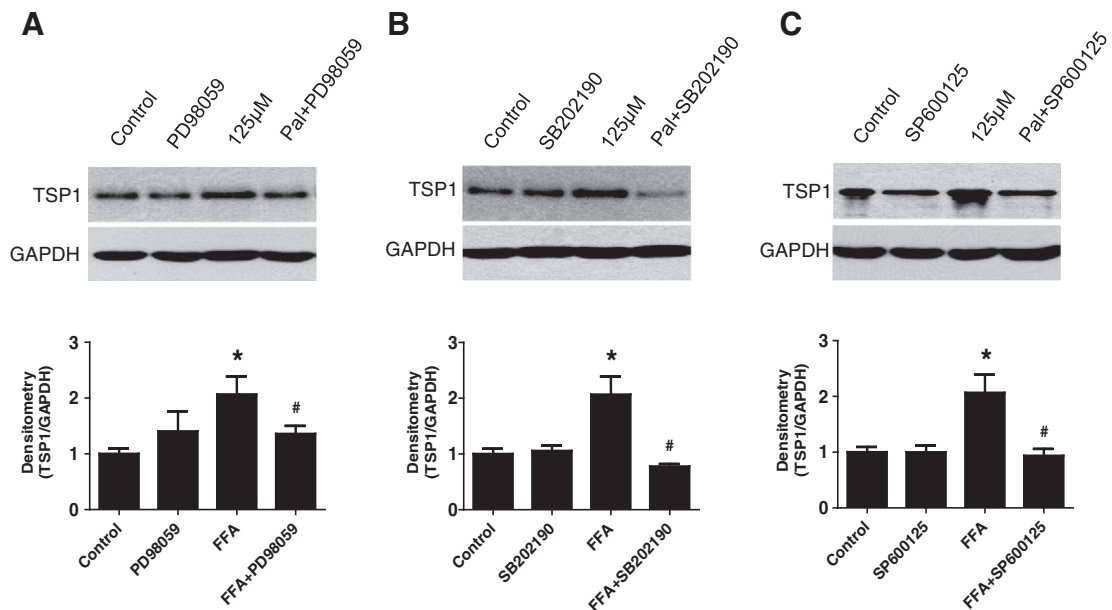 A
Control
PD98059
125µM
Pal+PD98059
TSP1
GAPDH
Densitometry
(TSP1/GAPDH)
3
2
1
0
*
#
Control
PD98059
FFA
FFA+PD98059
B
Control
SB202190
125µM
Pal+SB202190
TSP1
GAPDH
Densitometry
(TSP1/GAPDH)
3
2
1
0
*
#
Control
SB202190
FFA
FFA+SB202190
C
Control
SP600125
125µM
Pal+SP600125
TSP1
GAPDH
Densitometry
(TSP1/GAPDH)
3
2
1
0
*
#
Control
SP600125
FFA
FFA+SP600125